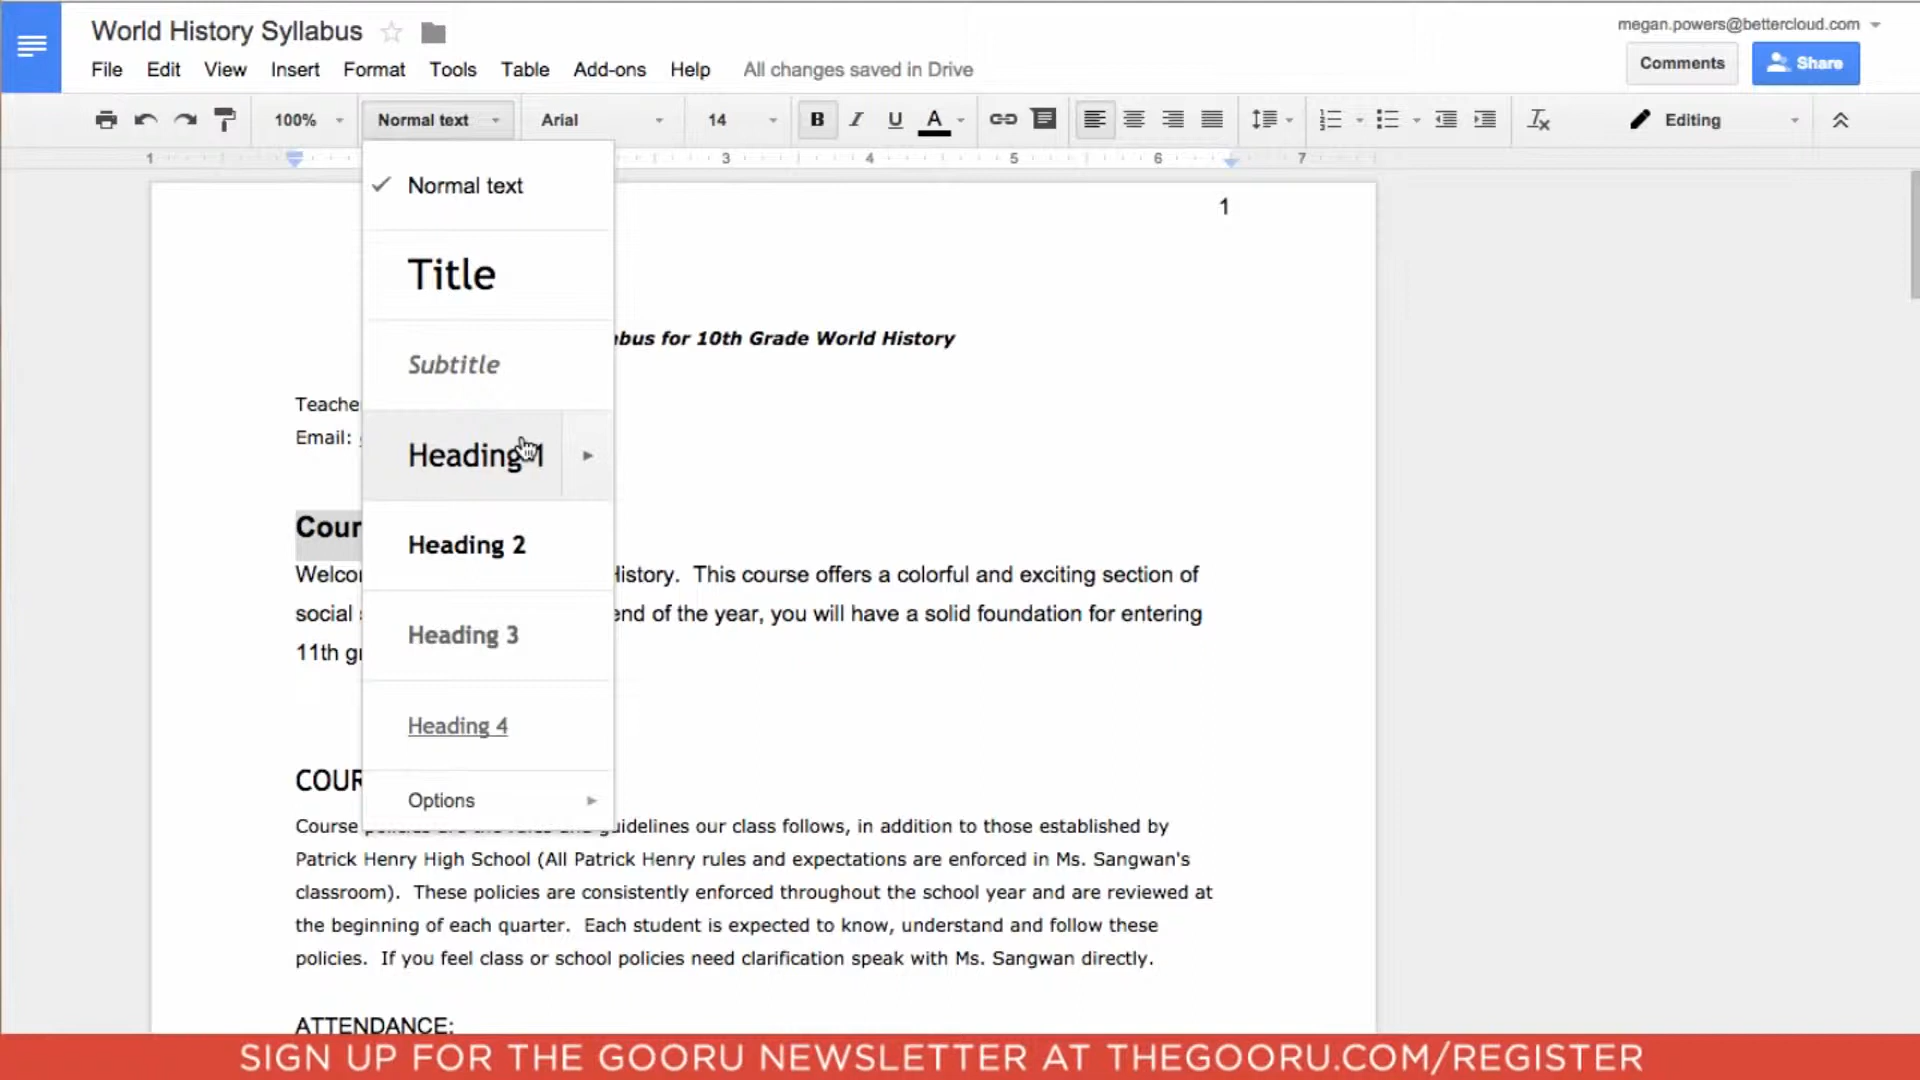 World History Syllabus
megan.powers@bettercloud.com
File Edit View Insert Format Tools Table Add-ons Help All changes saved in Drive
Comments Share
100% Normal text Arial 14 B I U A Editing
1 3 4 5 6 7
Normal text
1
Title
bus for 10th Grade World History
Subtitle
Teache
Email:
Heading 1
Cour
Heading 2
Welco History. This course offers a colorful and exciting section of
social end of the year, you will have a solid foundation for entering
Heading 3
11th gr
Heading 4
COUR
Options
Course guidelines our class follows, in addition to those established by
Patrick Henry High School (All Patrick Henry rules and expectations are enforced in Ms. Sangwan's
classroom). These policies are consistently enforced throughout the school year and are reviewed at
the beginning of each quarter. Each student is expected to know, understand and follow these
policies. If you feel class or school policies need clarification speak with Ms. Sangwan directly.
ATTENDANCE:
SIGN UP FOR THE GOORU NEWSLETTER AT THEGOORU.COM/REGISTER